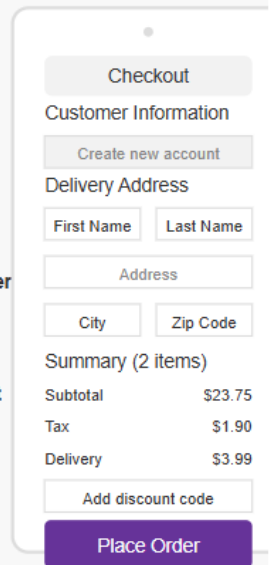 Checkout
Customer Information
Create new account
Delivery Address
First Name Last Name
Address
City Zip Code
Summary (2 items)
Subtotal $23.75
Tax $1.90
Delivery $3.99
Add discount code
Place Order